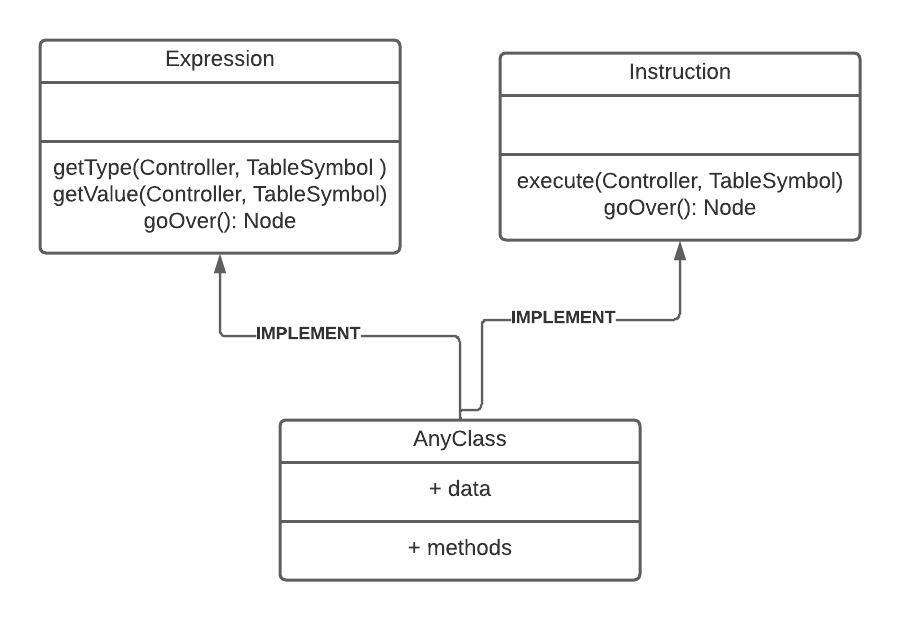 Expression
getType(Controller, TableSymbol )
getValue(Controller, TableSymbol)
goOver(): Node
Instruction
execute(Controller, TableSymbol)
goOver(): Node
IMPLEMENT
IMPLEMENT
AnyClass
+ data
+ methods